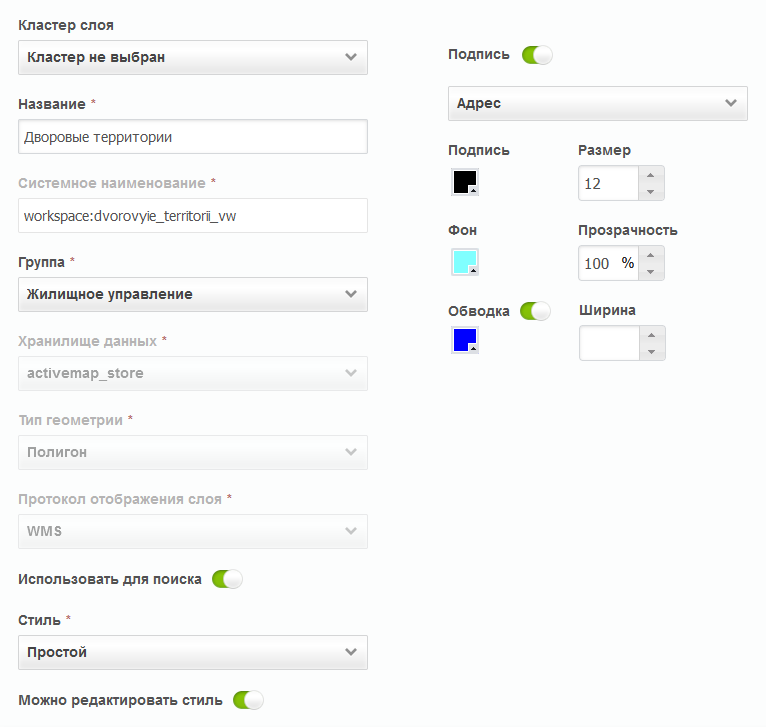 Кластер слоя
Кластер не выбран
Название *
Дворовые территории
Системное наименование *
workspace:dvorovyie_territorii_vw
Группа *
Жилищное управление
Хранилище данных *
activemap_store
Тип геометрии *
Полигон
Протокол отображения слоя *
WMS
Использовать для поиска
Стиль *
Простой
Можно редактировать стиль
Подпись
Адрес
Подпись Размер
12
Фон Прозрачность
100 %
Обводка Ширина